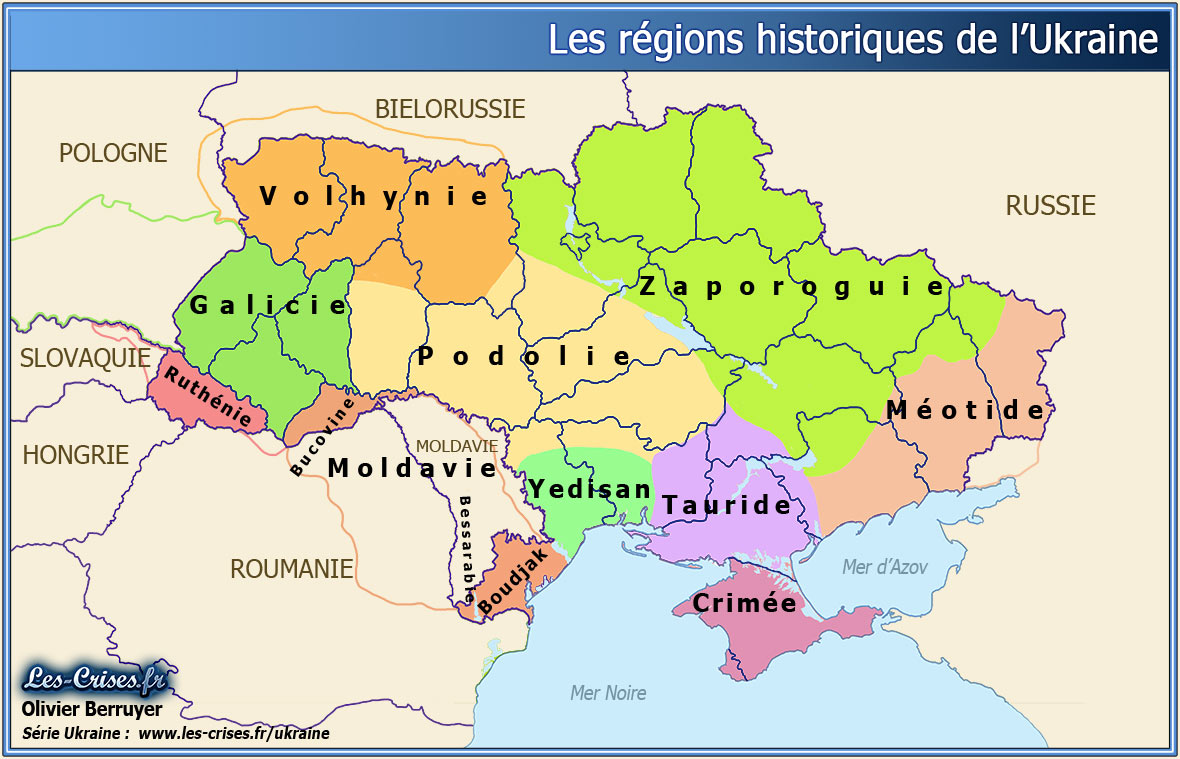 Les régions historiques de l'Ukraine
BIELORUSSIE
POLOGNE
RUSSIE
Volhynie
Zaporoguie
Galicie
Podolie
SLOVAQUIE
Ruthénie
Bucovine
Méotide
MOLDAVIE
HONGRIE
Moldavie
Yedisan
Tauride
Bessarabie
ROUMANIE
Boudjak
Mer d'Azov
Crimée
Les-Crises.fr
Mer Noire
Olivier Berruyer
Série Ukraine : www.les-crises.fr/ukraine